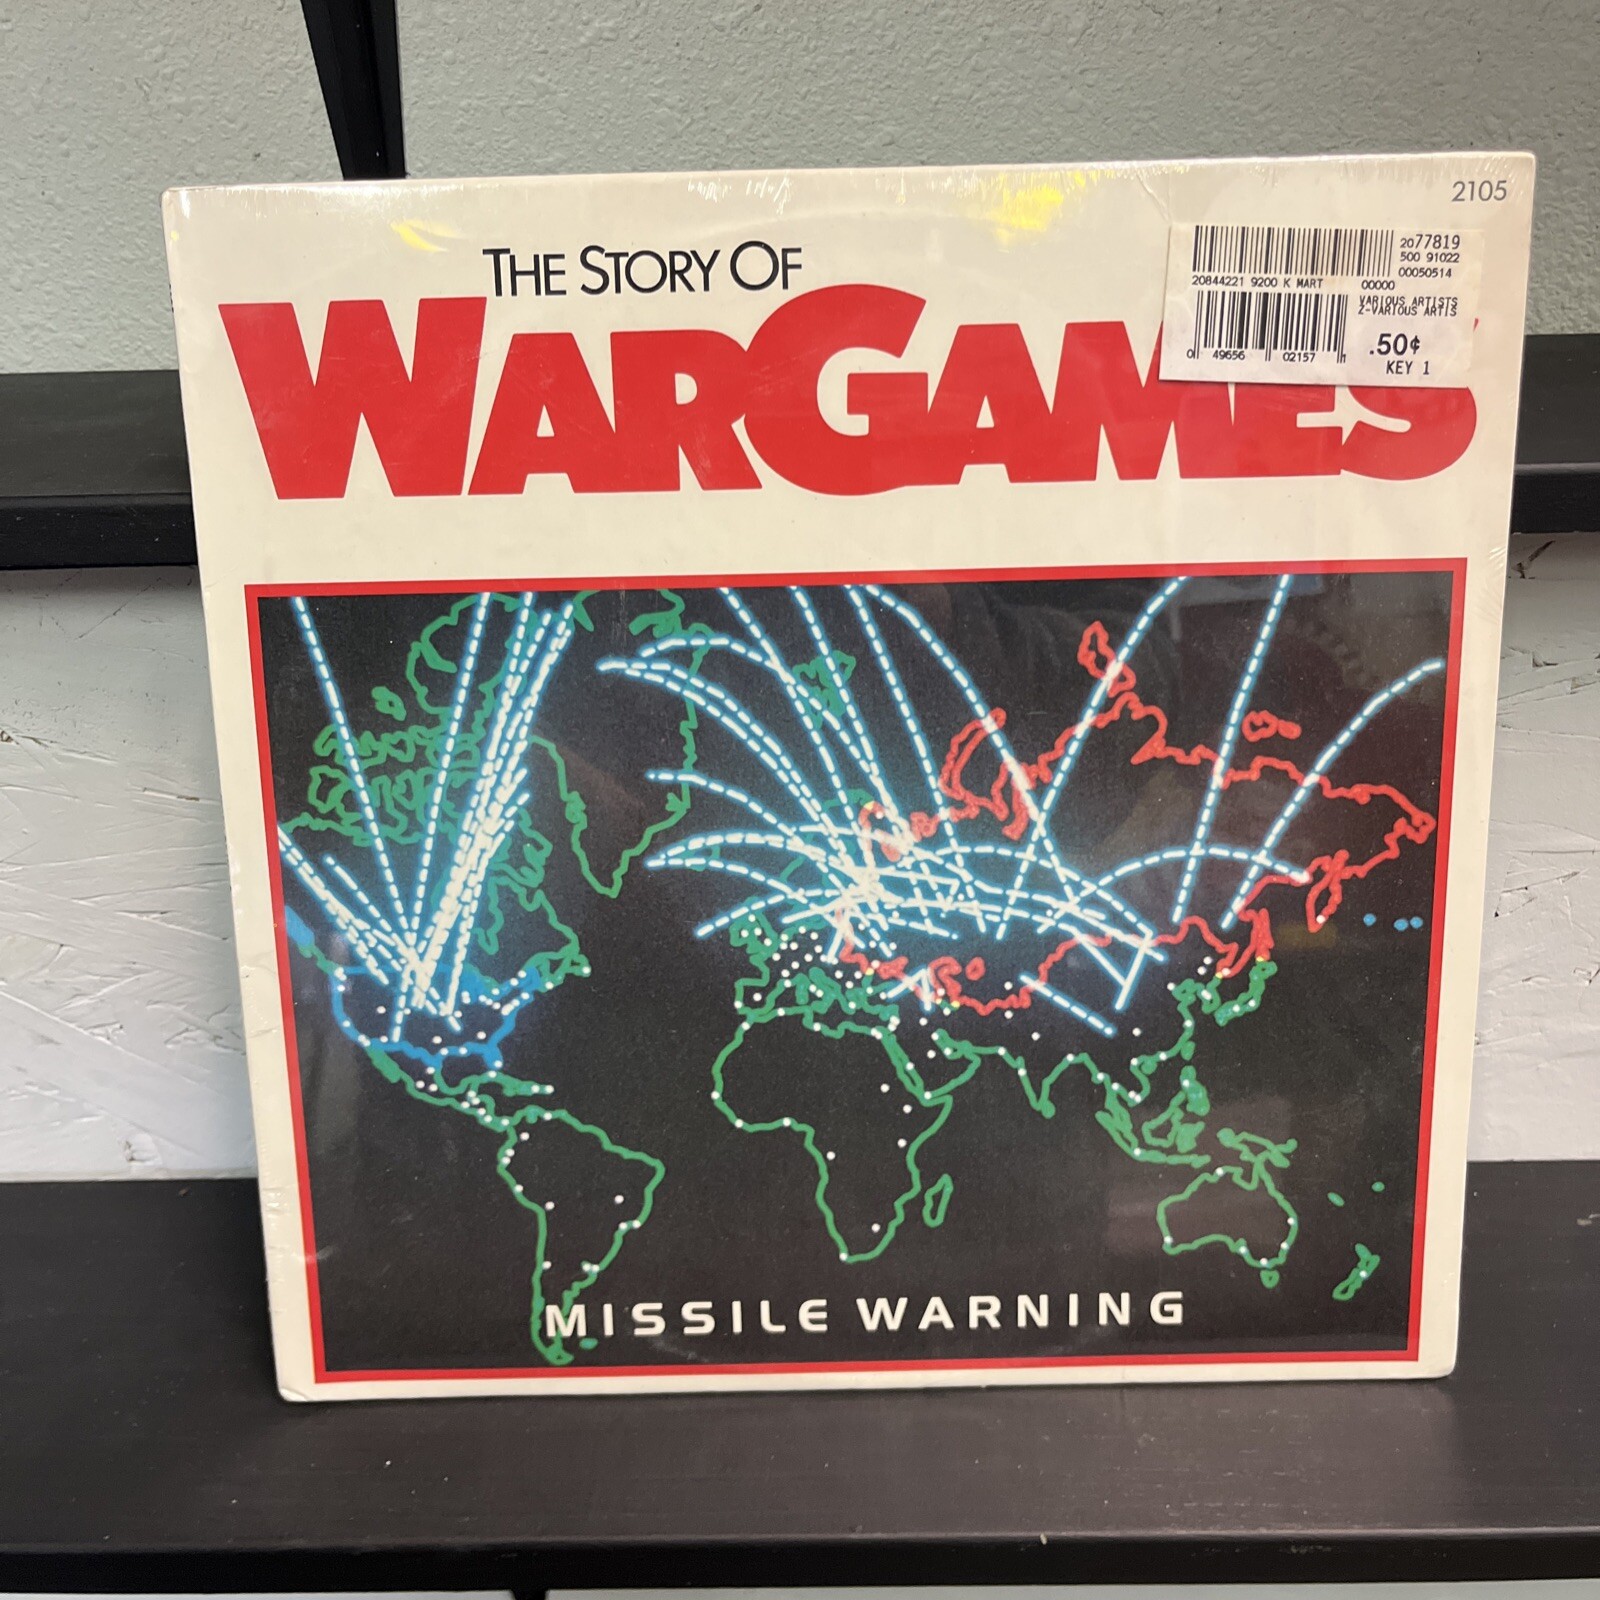 2105
THE STORY OF
WARGAMES
2077819
500 91022
00050514
20844221 9200 K MART 00000
VARIOUS ARTISTS
Z-VARIOUS ARTIS
.50¢
KEY 1
0 49656 02157 1
MISSILE WARNING